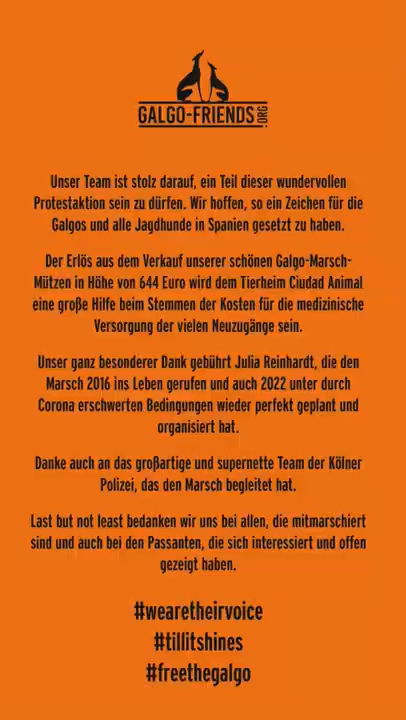 GALGO-FRIENDS.ORG
Unser Team ist stolz darauf, ein Teil dieser wundervollen
Protestaktion sein zu dürfen. Wir hoffen, so ein Zeichen für die
Galgos und alle Jagdhunde in Spanien gesetzt zu haben.
Der Erlös aus dem Verkauf unserer schönen Galgo-Marsch-
Mützen in Höhe von 644 Euro wird dem Tierheim Ciudad Animal
eine große Hilfe beim Stemmen der Kosten für die medizinische
Versorgung der vielen Neuzugänge sein.
Unser ganz besonderer Dank gebührt Julia Reinhardt, die den
Marsch 2016 ins Leben gerufen und auch 2022 unter durch
Corona erschwerten Bedingungen wieder perfekt geplant und
organisiert hat.
Danke auch an das großartige und supernette Team der Kölner
Polizei, das den Marsch begleitet hat.
Last but not least bedanken wir uns bei allen, die mitmarschiert
sind und auch bei den Passanten, die sich interessiert und offen
gezeigt haben.
#wearetheirvoice
#tillitshines
#freethegalgo